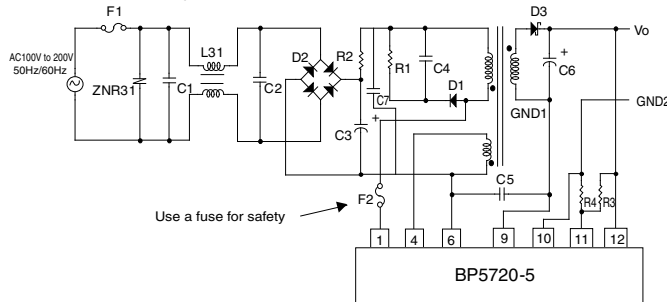 F1
D3
Vo
AC100V to 200V
50Hz/60Hz
L31
D2
R2
+
C6
ZNR31
C1
C2
R1
C4
C7
D1
GND2
GND1
C3
+
C5
F2
R4
R3
Use a fuse for safety
1
4
6
9
10
11
12
BP5720-5